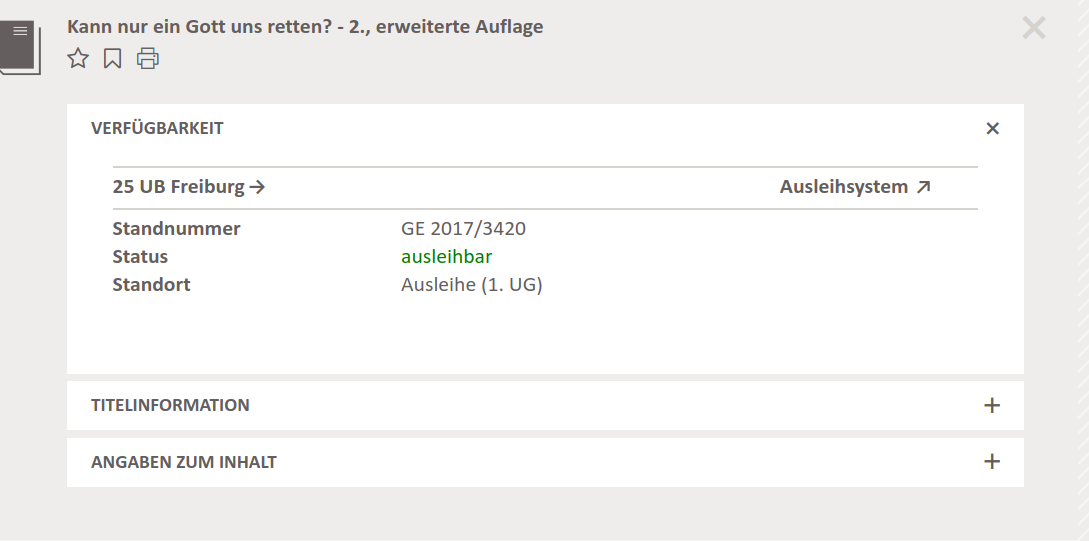 Kann nur ein Gott uns retten? - 2., erweiterte Auflage
VERFÜGBARKEIT
25 UB Freiburg → Ausleihsystem ↗
Standnummer GE 2017/3420
Status ausleihbar
Standort Ausleihe (1. UG)
TITELINFORMATION
ANGABEN ZUM INHALT